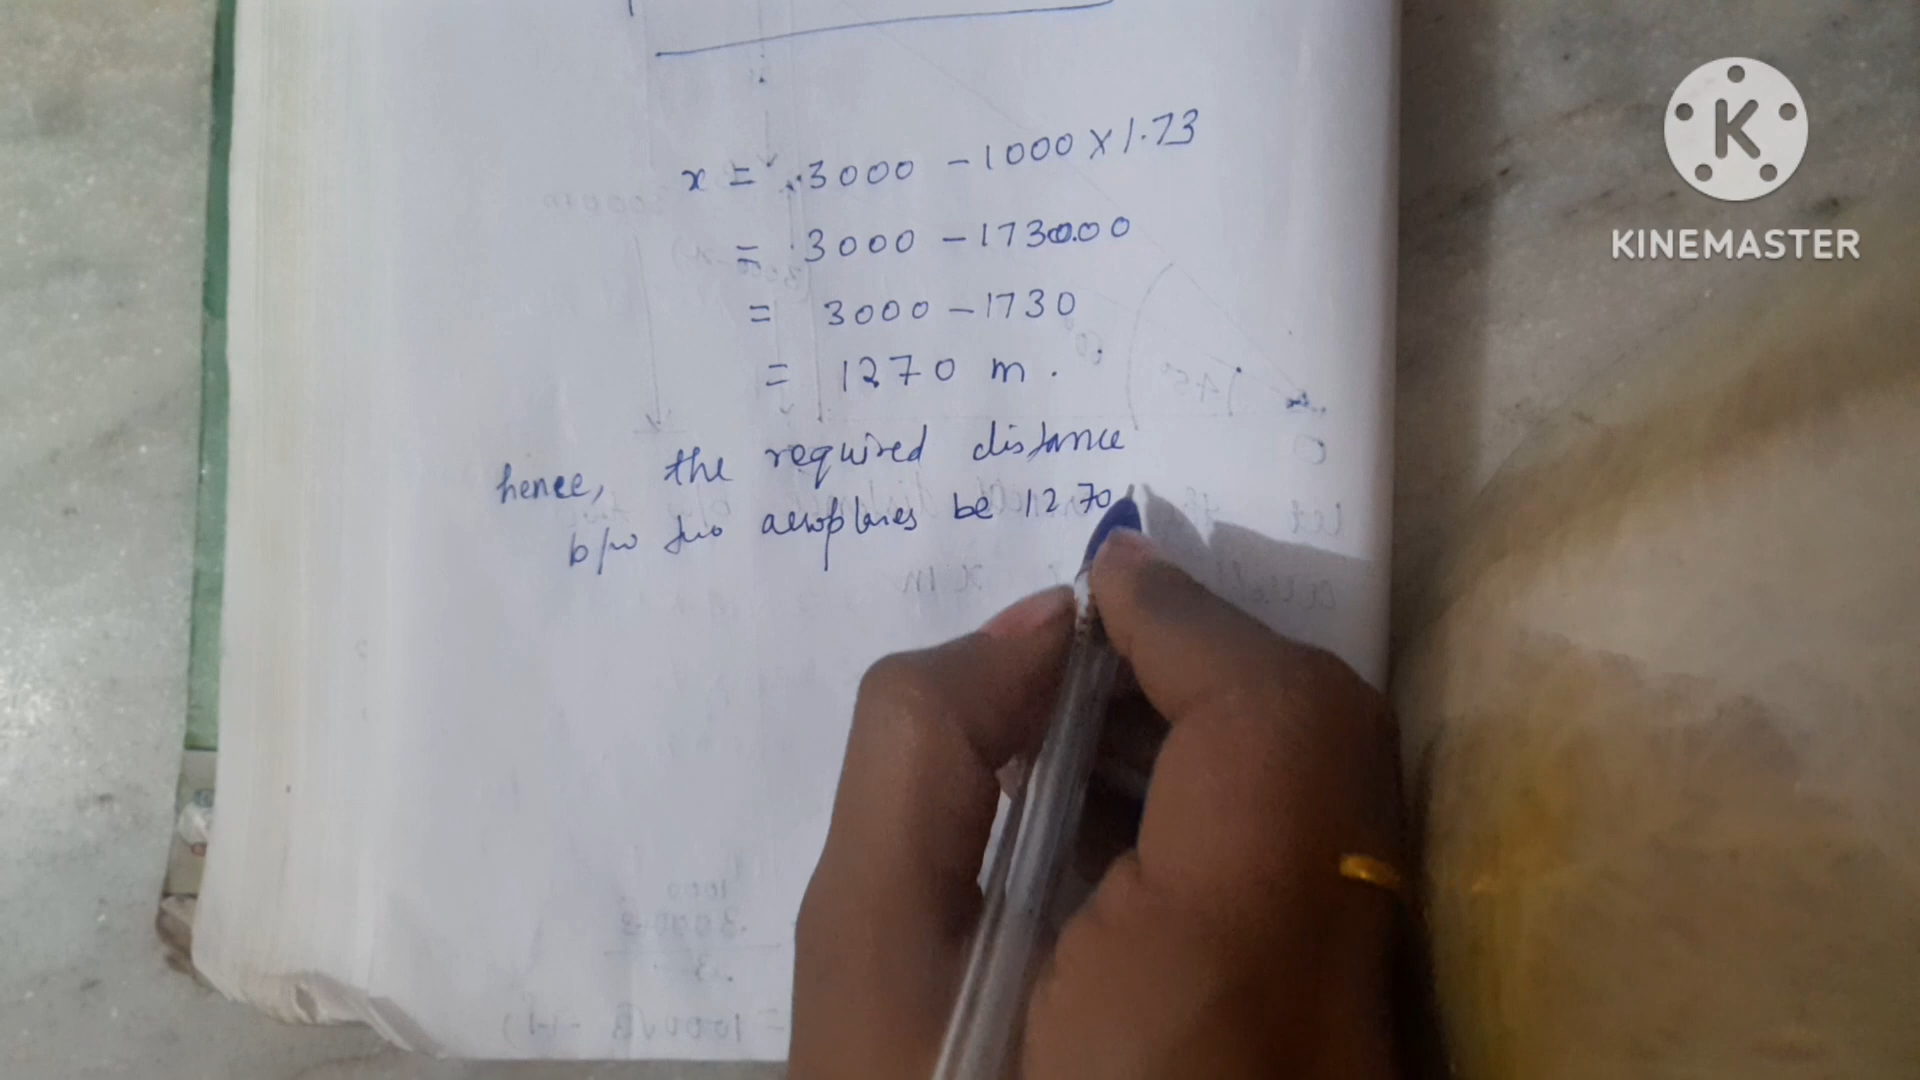 x = 3000 - 1000 X 1.73
= 3000 - 1730.00
= 3000 - 1730
= 1270 m.
hence, the required distance
b/w two aeroplanes be 1270
K
KINEMASTER